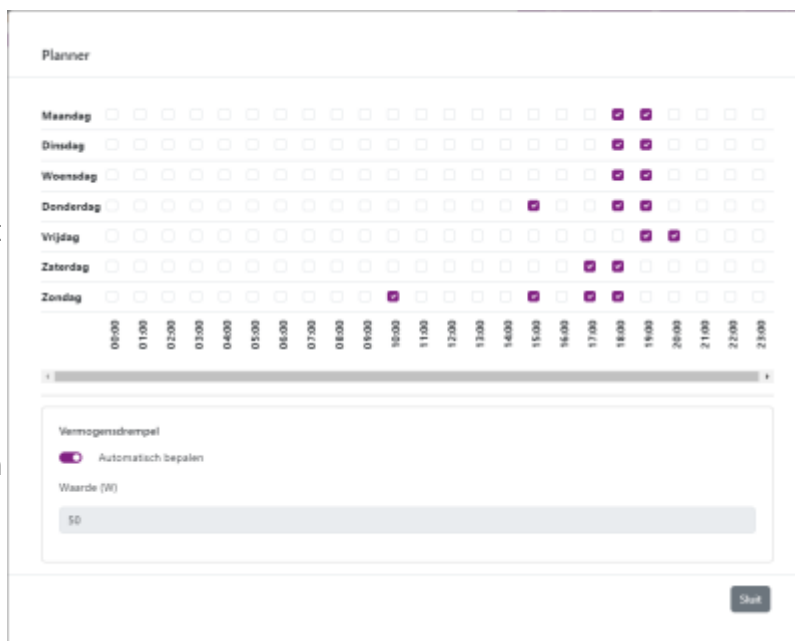 Planner
Maandag
Dinsdag
Woensdag
Donderdag
Vrijdag
Zaterdag
Zondag
00:00 01:00 02:00 03:00 04:00 05:00 06:00 07:00 08:00 09:00 10:00 11:00 12:00 13:00 14:00 15:00 16:00 17:00 18:00 19:00 20:00 21:00 22:00 23:00
Vermogensdrempel
Automatisch bepalen
Waarde (W)
50
Sluit